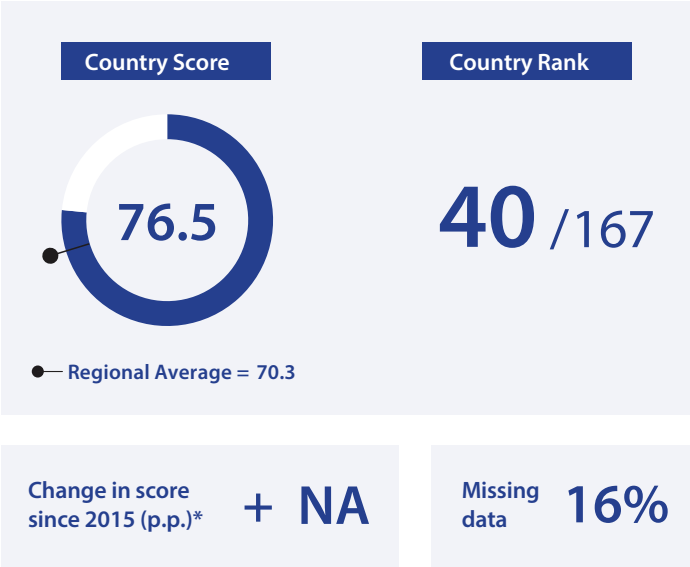 Country Score
Country Rank
76.5
40 /167
Regional Average = 70.3
Change in score
since 2015 (p.p.)*
+ NA
Missing
data
16%